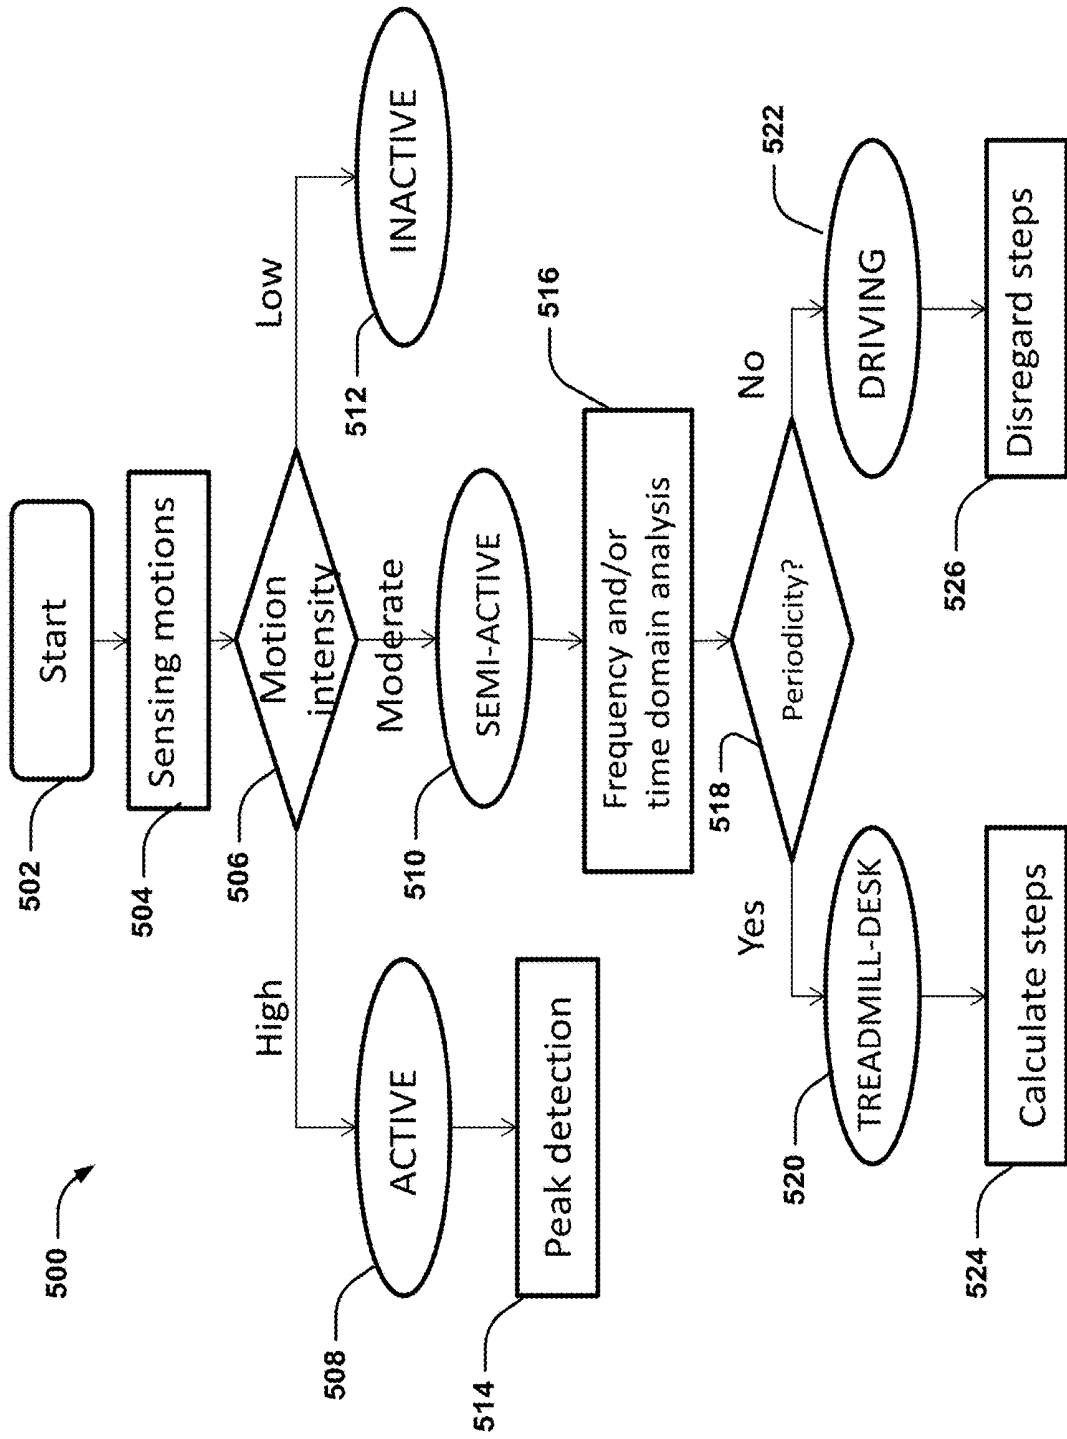 500
502
Start
504
Sensing motions
506
Motion
intensity
High
Moderate
Low
508
ACTIVE
510
SEMI-ACTIVE
512
INACTIVE
514
Peak detection
516
Frequency and/or
time domain analysis
518
Periodicity?
Yes
No
520
TREADMILL-DESK
522
DRIVING
524
Calculate steps
526
Disregard steps